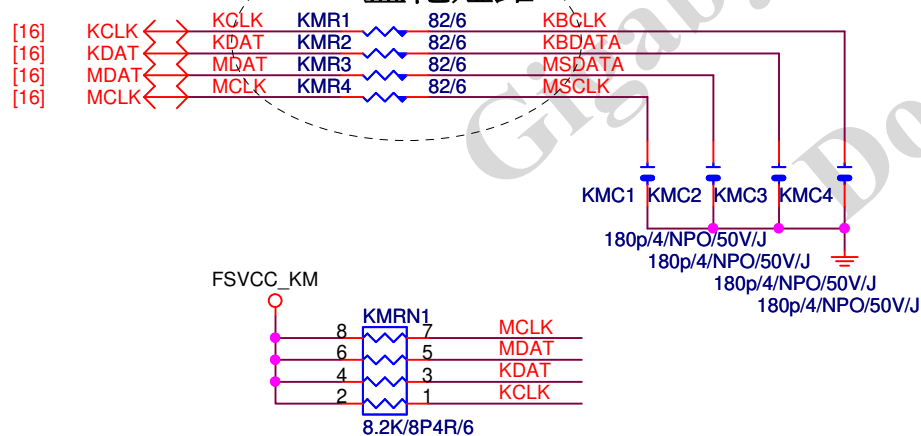 [16] KCLK KCLK KMR1 82/6 KBCLK
[16] KDAT KDAT KMR2 82/6 KBDATA
[16] MDAT MDAT KMR3 82/6 MSDATA
[16] MCLK MCLK KMR4 82/6 MSCLK
KMC1 KMC2 KMC3 KMC4
180p/4/NPO/50V/J
180p/4/NPO/50V/J
180p/4/NPO/50V/J
180p/4/NPO/50V/J
FSVCC_KM
KMRN1
8 7 MCLK
6 5 MDAT
4 3 KDAT
2 1 KCLK
8.2K/8P4R/6